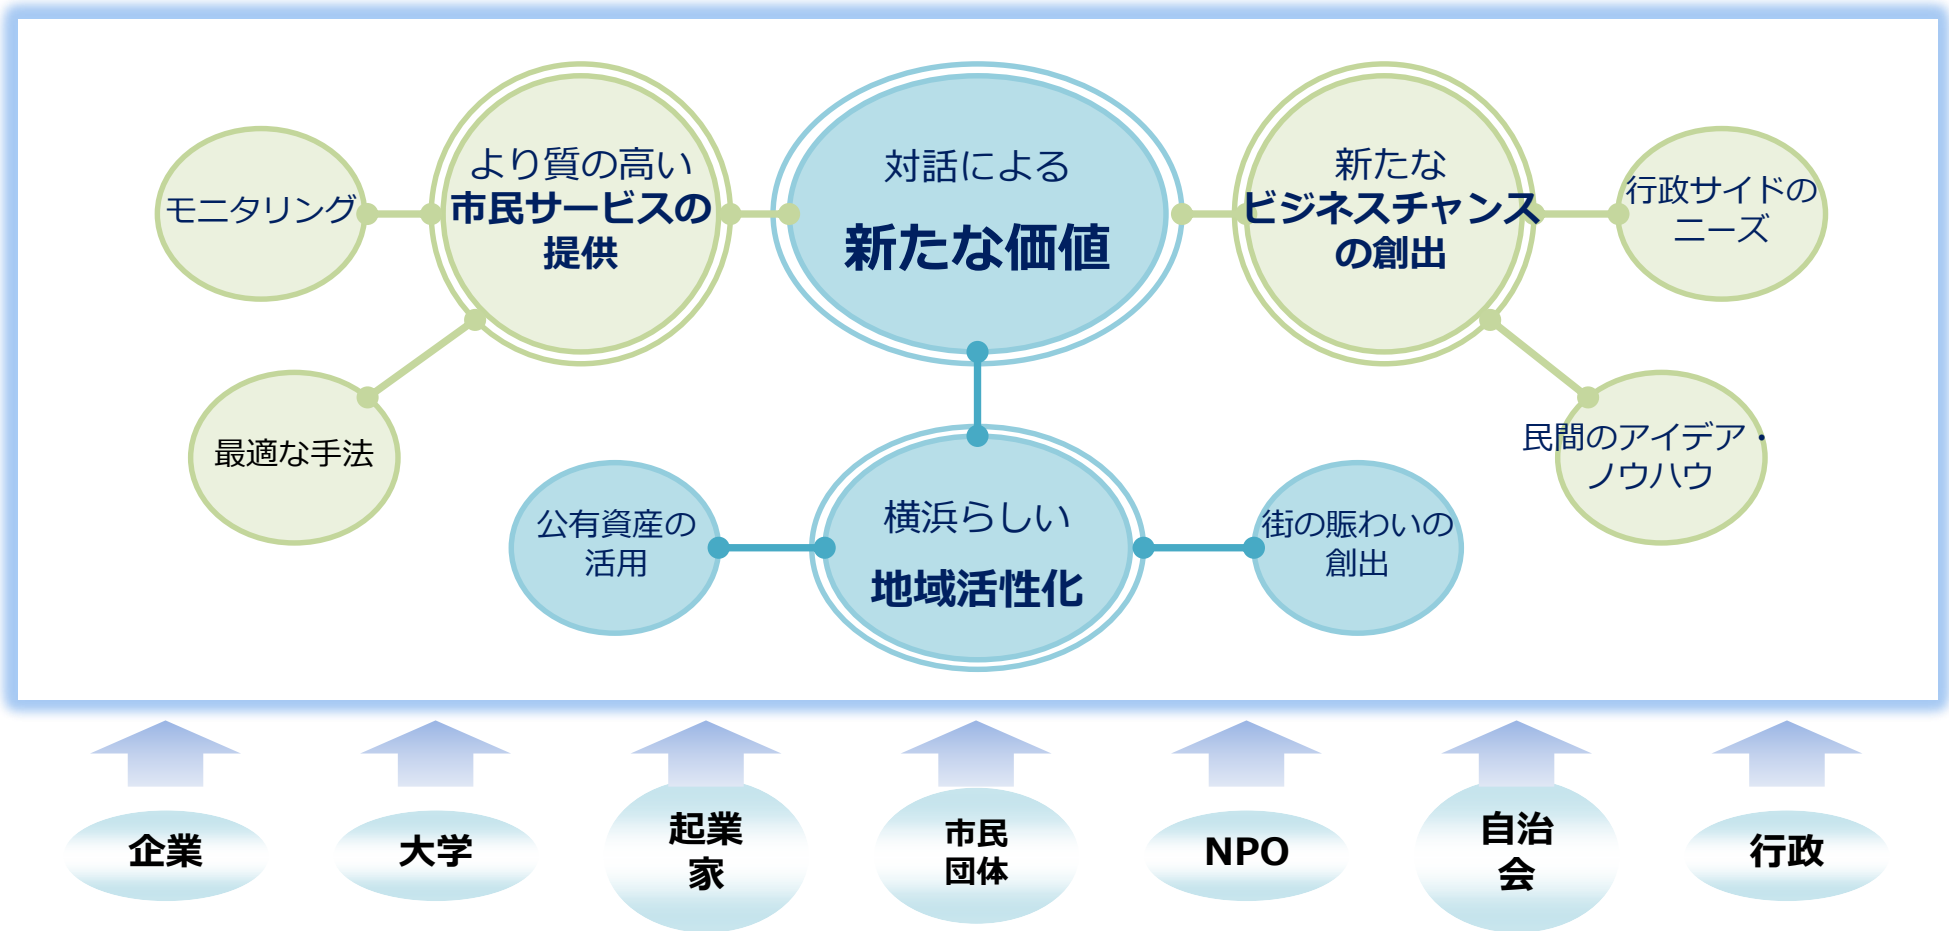 モニタリング
より質の高い
市民サービスの
提供
対話による
新たな価値
新たな
ビジネスチャンス
の創出
行政サイドの
ニーズ
最適な手法
民間のアイデア・
ノウハウ
公有資産の
活用
横浜らしい
地域活性化
街の賑わいの
創出
企業
大学
起業
家
市民
団体
NPO
自治
会
行政